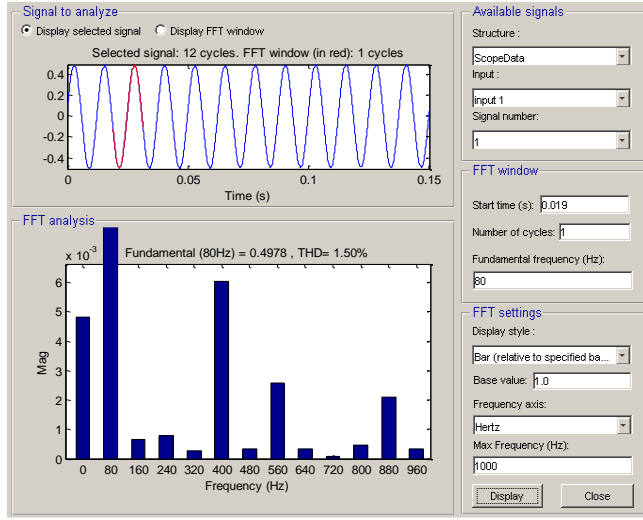 Signal to analyze
Display selected signal Display FFT window
Selected signal: 12 cycles. FFT window (in red): 1 cycles
0.4
0.2
0
-0.2
-0.4
0 0.05 0.1 0.15
Time (s)
FFT analysis
x 10-3
Fundamental (80Hz) = 0.4978 , THD= 1.50%
6
5
4
3
2
1
0
Mag
0 80 160 240 320 400 480 560 640 720 800 880 960
Frequency (Hz)
Available signals
Structure :
ScopeData
Input :
input 1
Signal number:
1
FFT window
Start time (s): 0.019
Number of cycles: 1
Fundamental frequency (Hz):
80
FFT settings
Display style :
Bar (relative to specified ba...
Base value: 1.0
Frequency axis:
Hertz
Max Frequency (Hz):
1000
Display Close